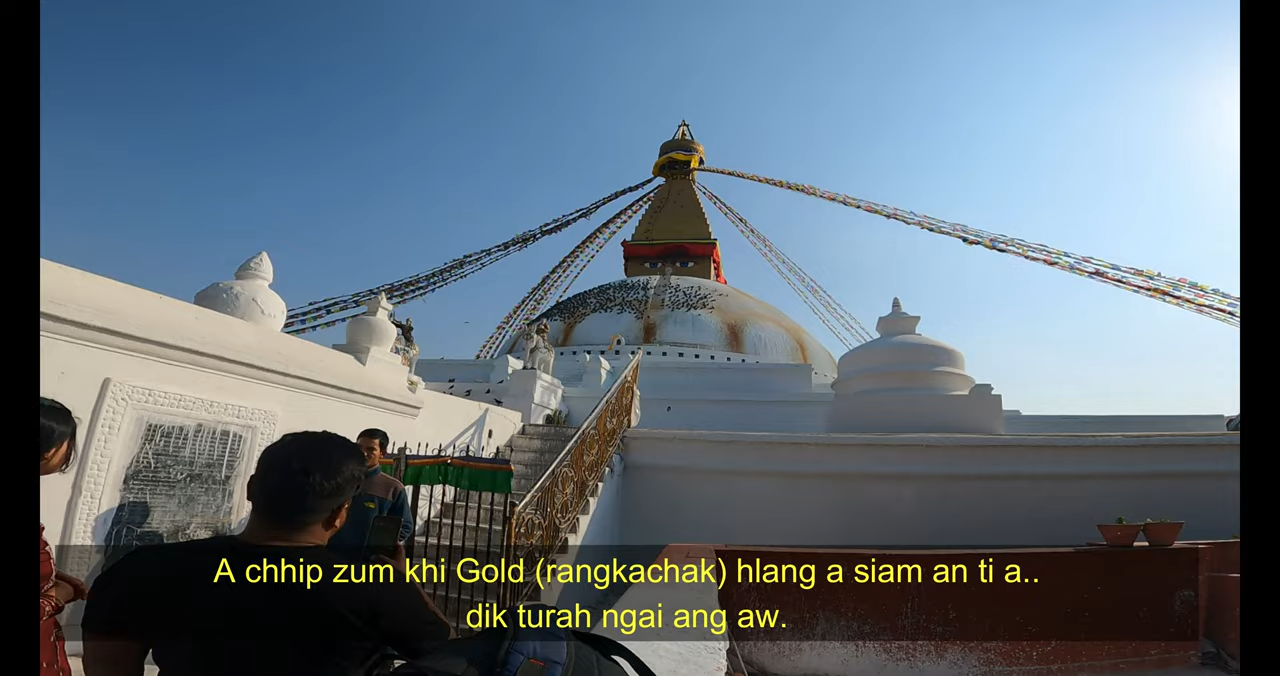 A chhip zum khi Gold (rangkachak) hlang a siam an ti a..
dik turah ngai ang aw.